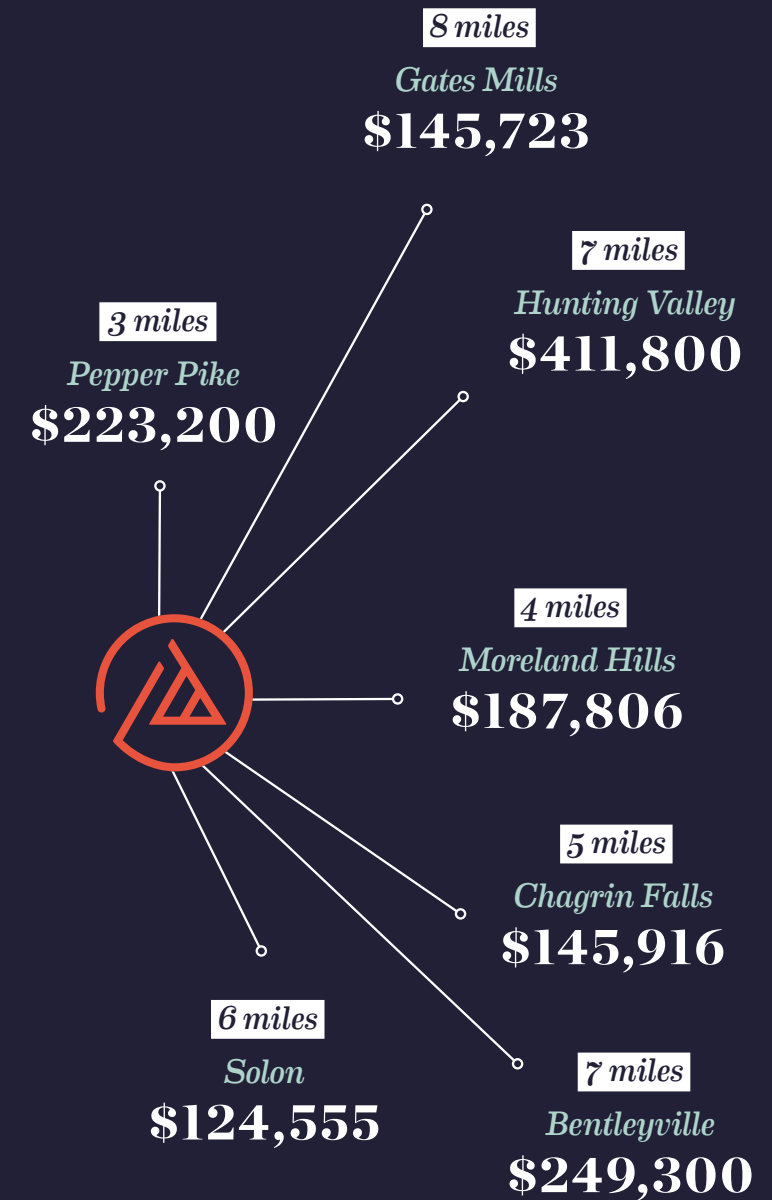 8 miles
Gates Mills
$145,723
7 miles
Hunting Valley
$411,800
3 miles
Pepper Pike
$223,200
4 miles
Moreland Hills
$187,806
5 miles
Chagrin Falls
$145,916
6 miles
Solon
$124,555
7 miles
Bentleyville
$249,300